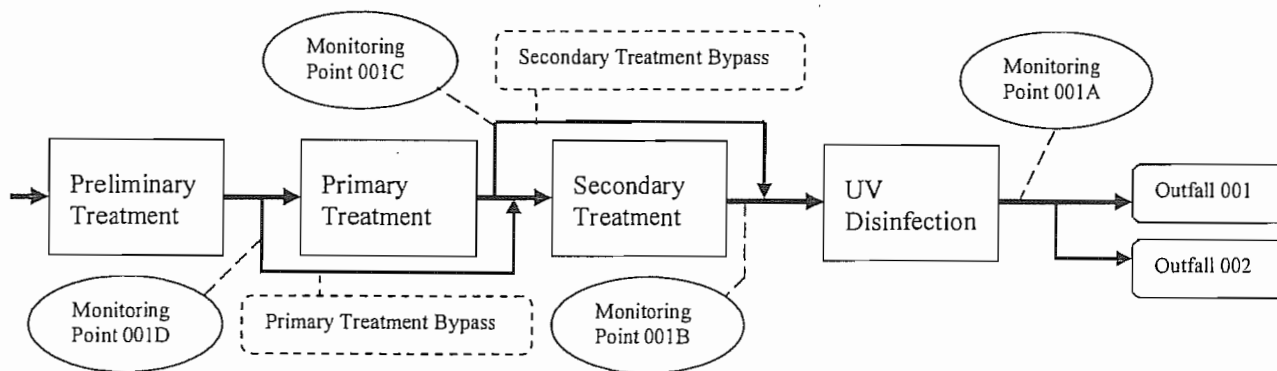 Monitoring
Point 001C
Secondary Treatment Bypass
Monitoring
Point 001A
Preliminary
Treatment
Primary
Treatment
Secondary
Treatment
UV
Disinfection
Outfall 001
Outfall 002
Monitoring
Point 001D
Primary Treatment Bypass
Monitoring
Point 001B